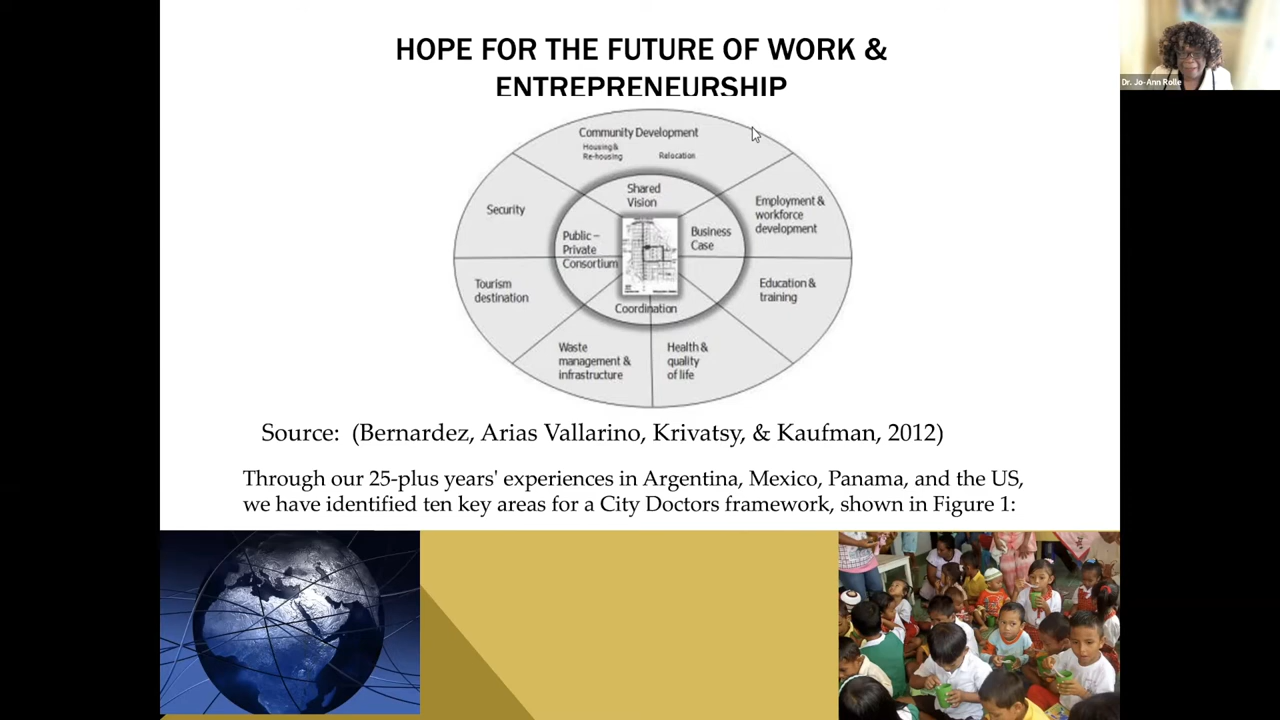 HOPE FOR THE FUTURE OF WORK &
ENTREPRENEURSHIP
Dr. Jo-Ann Rolle
Community Development
Housing &
Re-housing
Relocation
Shared
Vision
Security
Employment &
workforce
development
Public –
Private
Consortium
Business
Case
Tourism
destination
Education &
training
Coordination
Waste
management &
infrastructure
Health &
quality
of life
Source: (Bernardez, Arias Vallarino, Krivatsy, & Kaufman, 2012)
Through our 25-plus years' experiences in Argentina, Mexico, Panama, and the US,
we have identified ten key areas for a City Doctors framework, shown in Figure 1: